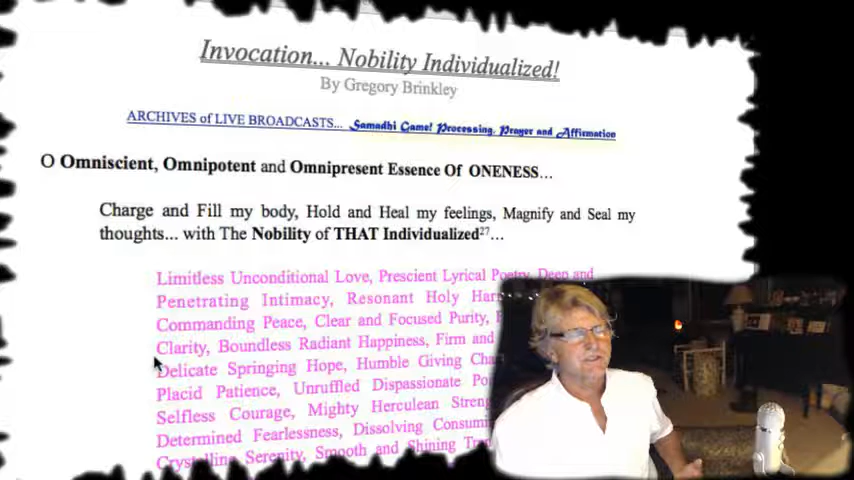 Invocation... Nobility Individualized!
By Gregory Brinkley
ARCHIVES of LIVE BROADCASTS... Samadhi Game! Processing, Prayer and Affirmation
O Omniscient, Omnipotent and Omnipresent Essence Of ONENESS...
Charge and Fill my body, Hold and Heal my feelings, Magnify and Seal my
thoughts... with The Nobility of THAT Individualized27...
Limitless Unconditional Love, Prescient Lyrical Poetry, Deep and
Penetrating Intimacy, Resonant Holy
Commanding Peace, Clear and Focused Purity,
Clarity, Boundless Radiant Happiness, Firm and
Delicate Springing Hope, Humble Giving
Placid Patience, Unruffled Dispassionate
Selfless Courage, Mighty Herculean
Determined Fearlessness, Dissolving
Crystalline Serenity, Smooth and Shining